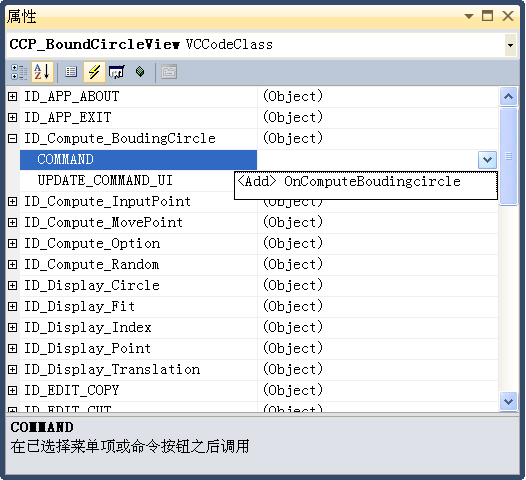 属性
CCP_BoundCircleView VCCodeClass
ID_APP_ABOUT (Object)
ID_APP_EXIT (Object)
ID_Compute_BoudingCircle (Object)
COMMAND
UPDATE_COMMAND_UI <Add> OnComputeBoudingcircle
ID_Compute_InputPoint (Object)
ID_Compute_MovePoint (Object)
ID_Compute_Option (Object)
ID_Compute_Random (Object)
ID_Display_Circle (Object)
ID_Display_Fit (Object)
ID_Display_Index (Object)
ID_Display_Point (Object)
ID_Display_Translation (Object)
ID_EDIT_COPY (Object)
ID_EDIT_CUT (Object)
COMMAND
在已选择菜单项或命令按钮之后调用